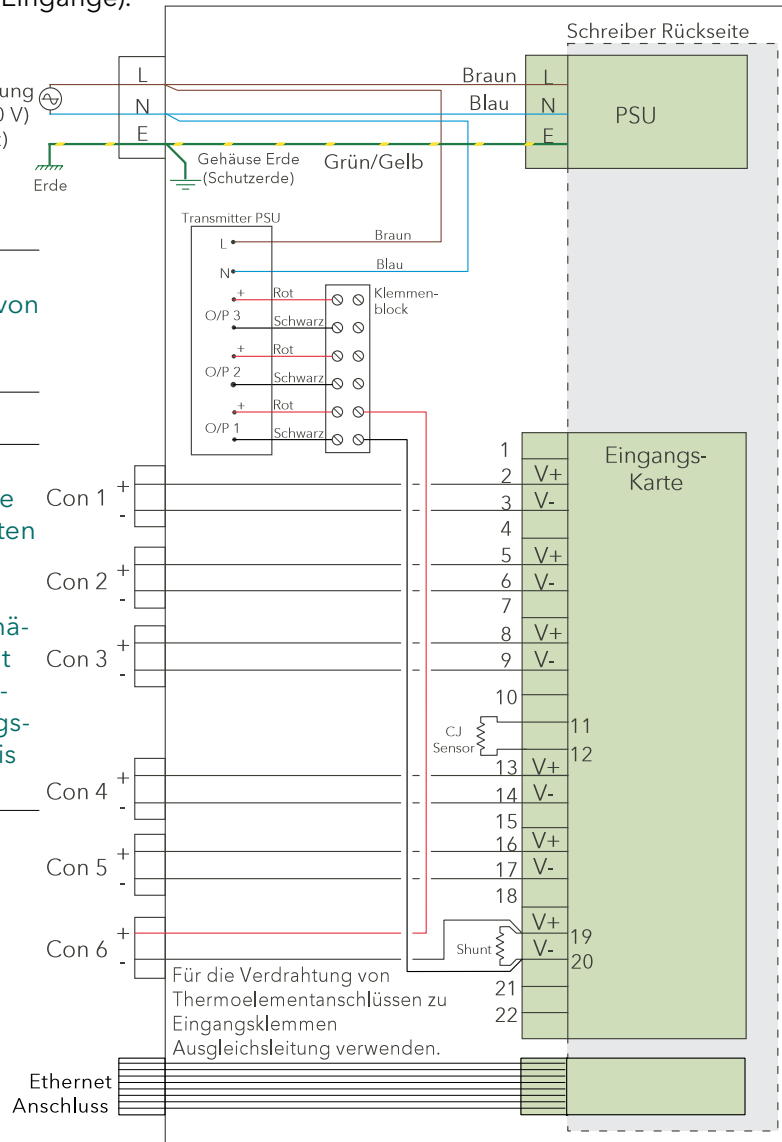 Eingänge).
Schreiber Rückseite
L
N
E
Braun
Blau
L
N
E
PSU
ung
0 V)
)
Erde
Gehäuse Erde
(Schutzerde)
Grün/Gelb
Transmitter PSU
L
N
Braun
Blau
+
O/P 3
+
O/P 2
+
O/P 1
Rot
Schwarz
Rot
Schwarz
Rot
Schwarz
Klemmen-
block
von
e
ten
nä-
t
-
gs-
is
Eingangs-
Karte
1
2 V+
3 V-
4
5 V+
6 V-
7
8 V+
9 V-
10
11
12
13 V+
14 V-
15
16 V+
17 V-
18
V+ 19
V- 20
21
22
Con 1 + -
Con 2 + -
Con 3 + -
CJ
Sensor
Con 4 + -
Con 5 + -
Con 6 + -
Shunt
Für die Verdrahtung von
Thermoelementanschlüssen zu
Eingangsklemmen
Ausgleichsleitung verwenden.
Ethernet
Anschluss